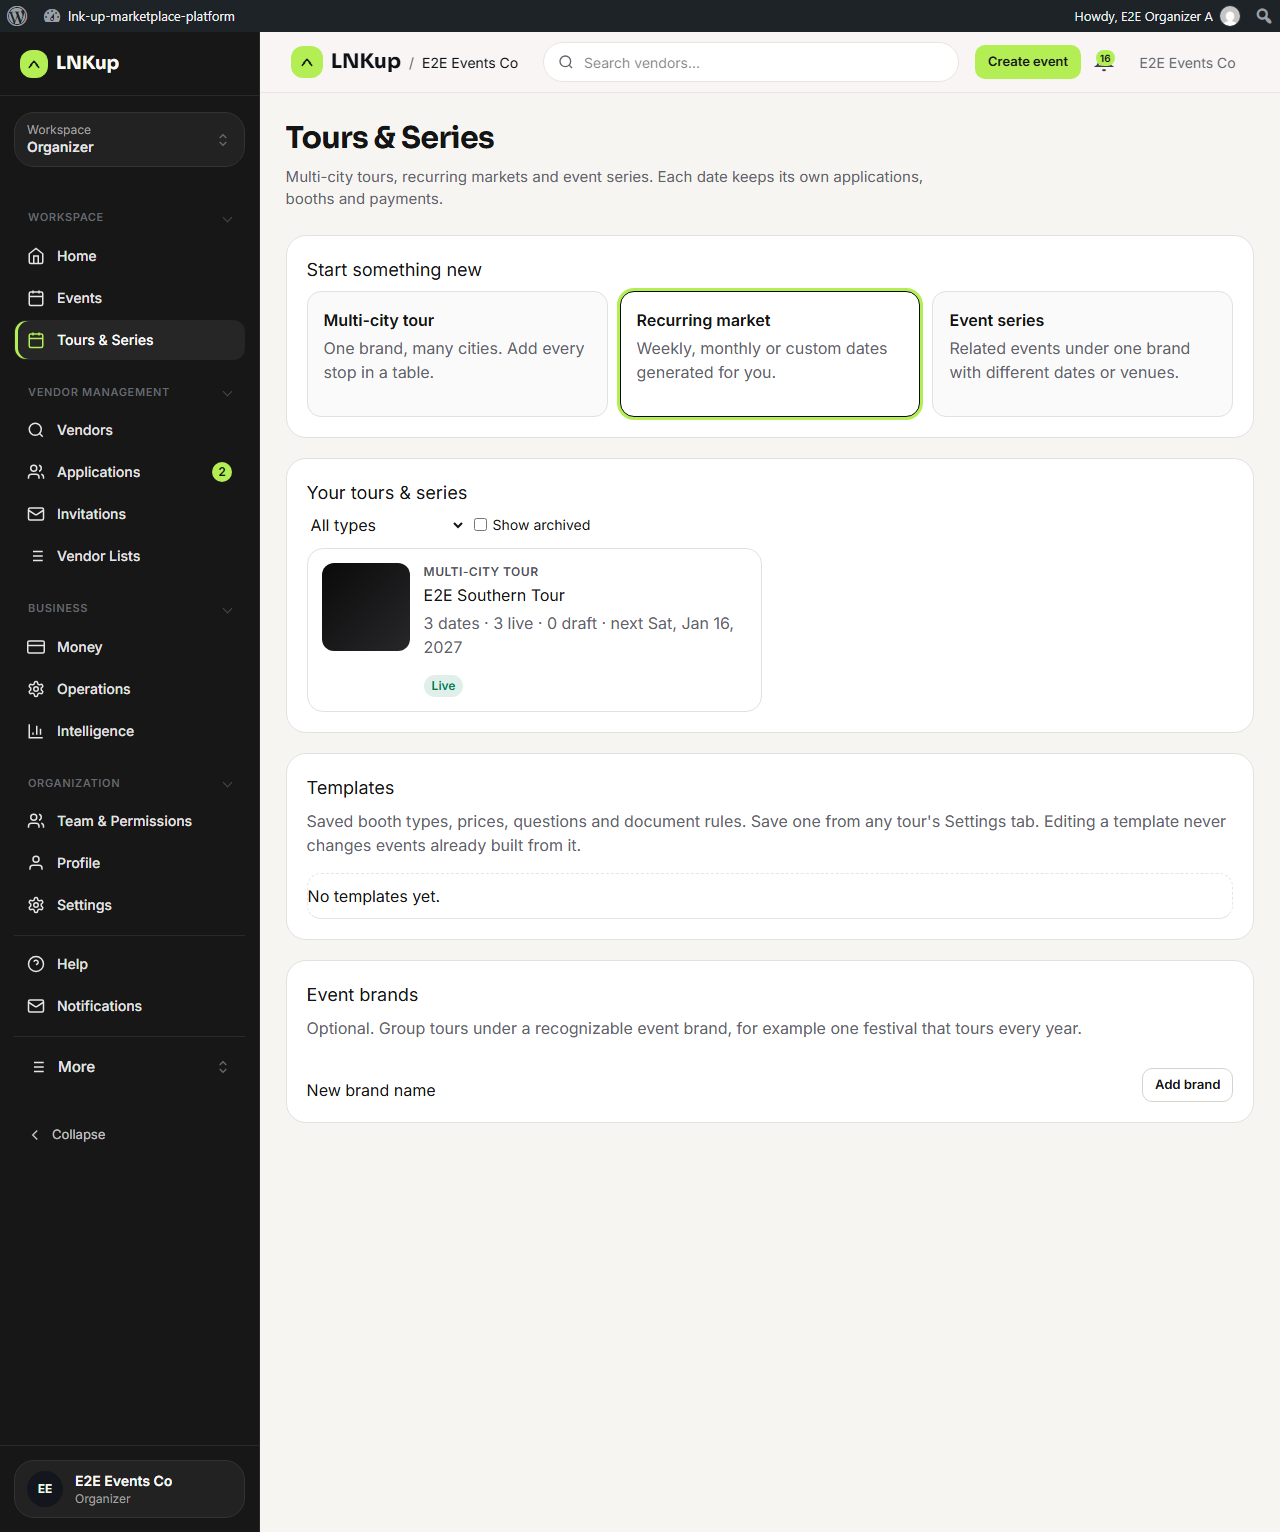 lnk-up-marketplace-platform
Howdy, E2E Organizer A
LNKup
LNKup / E2E Events Co
Search vendors...
Create event
16
E2E Events Co
Workspace
Organizer
WORKSPACE
Home
Events
Tours & Series
VENDOR MANAGEMENT
Vendors
Applications
2
Invitations
Vendor Lists
BUSINESS
Money
Operations
Intelligence
ORGANIZATION
Team & Permissions
Profile
Settings
Help
Notifications
More
Collapse
EE
E2E Events Co
Organizer
Tours & Series
Multi-city tours, recurring markets and event series. Each date keeps its own applications,
booths and payments.
Start something new
Multi-city tour
One brand, many cities. Add every
stop in a table.
Recurring market
Weekly, monthly or custom dates
generated for you.
Event series
Related events under one brand
with different dates or venues.
Your tours & series
All types
Show archived
MULTI-CITY TOUR
E2E Southern Tour
3 dates · 3 live · 0 draft · next Sat, Jan 16,
2027
Live
Templates
Saved booth types, prices, questions and document rules. Save one from any tour's Settings tab. Editing a template never
changes events already built from it.
No templates yet.
Event brands
Optional. Group tours under a recognizable event brand, for example one festival that tours every year.
New brand name
Add brand